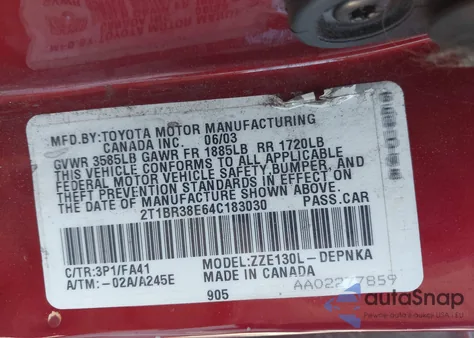 MFD.BY:TOYOTA MOTOR MANUFACTURING
CANADA INC. 06/03
GVWR 3585LB GAWR FR 1885LB RR 1720LB
THIS VEHICLE CONFORMS TO ALL APPLICABLE
FEDERAL MOTOR VEHICLE SAFETY,BUMPER, AND
THEFT PREVENTION STANDARDS IN EFFECT ON
THE DATE OF MANUFACTURE SHOWN ABOVE.
2T1BR38E64C183030 PASS.CAR
C/TR:3P1/FA41 MODEL:ZZE130L-DEPNKA
A/TM:-02A/A245E MADE IN CANADA
905
autoSnap